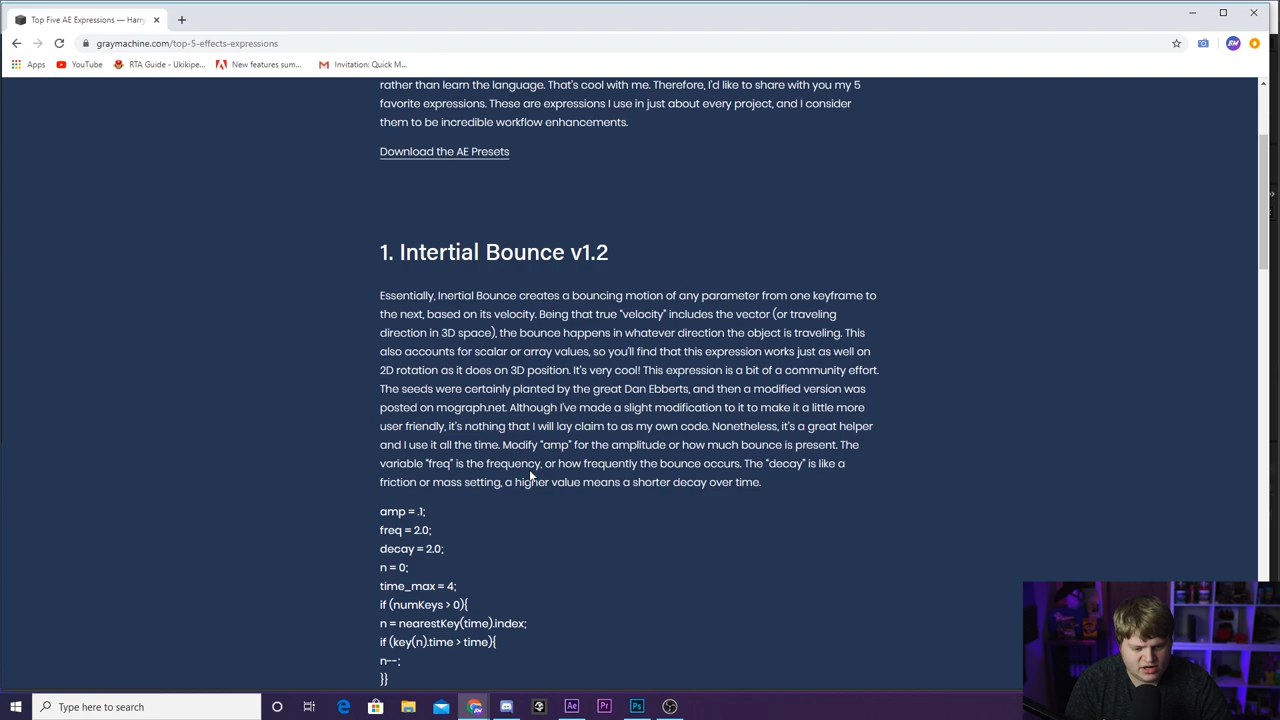 Top Five AE Expressions — Harry
graymachine.com/top-5-effects-expressions
Apps YouTube RTA Guide - Ukikipe... New features sum... Invitation: Quick M...
rather than learn the language. That's cool with me. Therefore, I'd like to share with you my 5
favorite expressions. These are expressions I use in just about every project, and I consider
them to be incredible workflow enhancements.
Download the AE Presets
1. Intertial Bounce v1.2
Essentially, Inertial Bounce creates a bouncing motion of any parameter from one keyframe to
the next, based on its velocity. Being that true “velocity” includes the vector (or traveling
direction in 3D space), the bounce happens in whatever direction the object is traveling. This
also accounts for scalar or array values, so you'll find that this expression works just as well on
2D rotation as it does on 3D position. It's very cool! This expression is a bit of a community effort.
The seeds were certainly planted by the great Dan Ebberts, and then a modified version was
posted on mograph.net. Although I've made a slight modification to it to make it a little more
user friendly, it's nothing that I will lay claim to as my own code. Nonetheless, it's a great helper
and I use it all the time. Modify “amp” for the amplitude or how much bounce is present. The
variable “freq” is the frequency, or how frequently the bounce occurs. The “decay” is like a
friction or mass setting, a higher value means a shorter decay over time.
amp = .1;
freq = 2.0;
decay = 2.0;
n = 0;
time_max = 4;
if (numKeys > 0){
n = nearestKey(time).index;
if (key(n).time > time){
n--;
}}
Type here to search
Ae Pr Ps